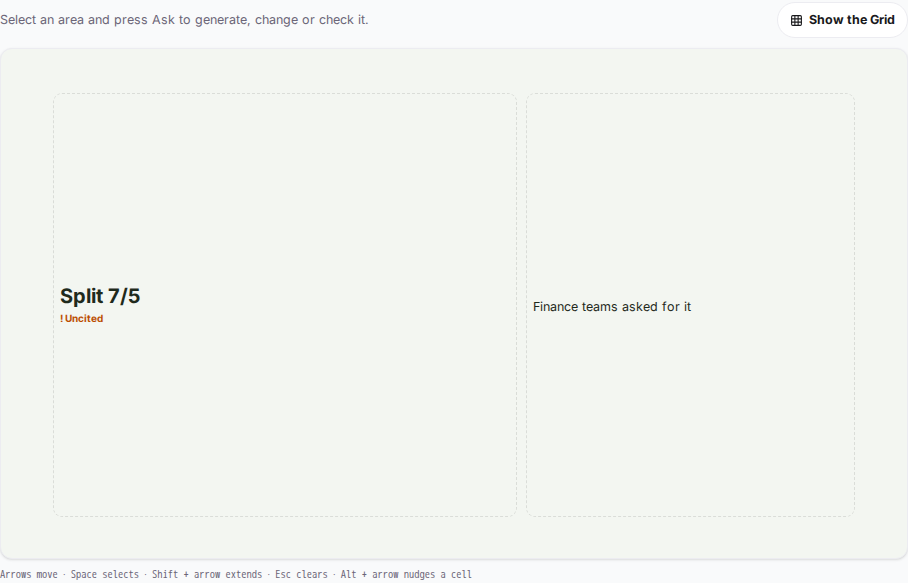 Select an area and press Ask to generate, change or check it.
Show the Grid
Split 7/5
! Uncited
Finance teams asked for it
Arrows move · Space selects · Shift + arrow extends · Esc clears · Alt + arrow nudges a cell